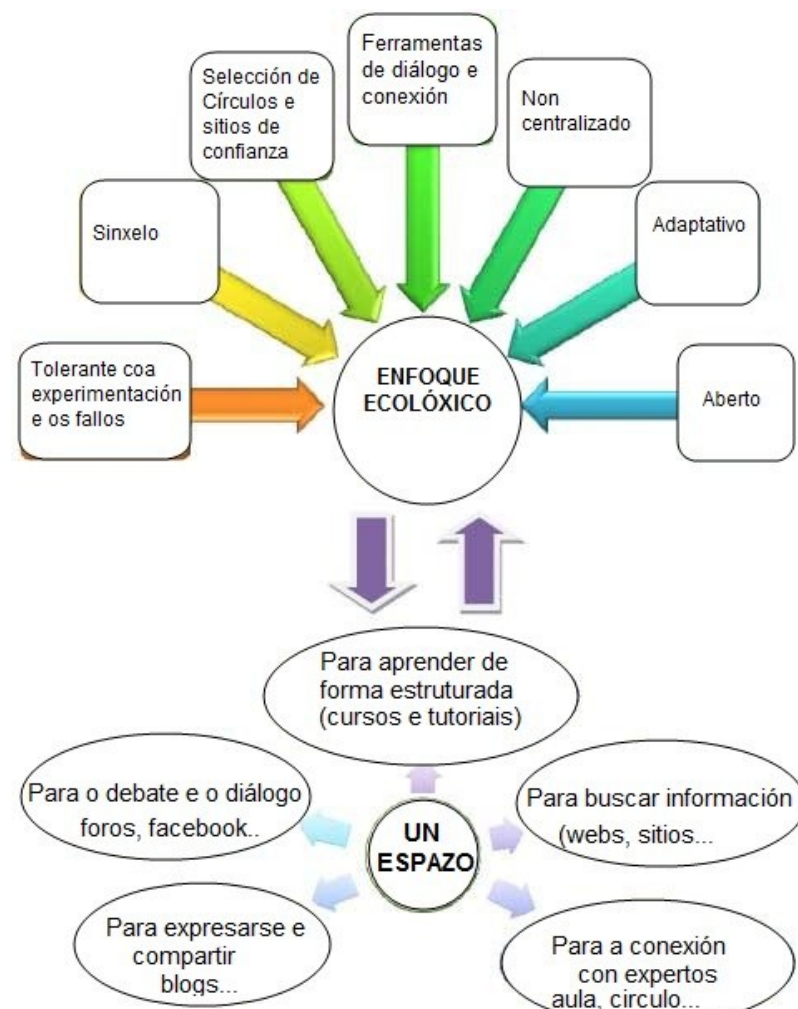 Ferramentas
de diálogo e
conexión
Selección de
Círculos e
sitios de
confianza
Non
centralizado
Sinxelo
Adaptativo
Tolerante coa
experimentación
e os fallos
ENFOQUE
ECOLÓXICO
Aberto
Para aprender de
forma estruturada
(cursos e tutoriais)
Para o debate e o diálogo
foros, facebook..
Para buscar información
(webs, sitios...
UN
ESPAZO
Para expresarse e
compartir
blogs...
Para a conexión
con expertos
aula, circulo...